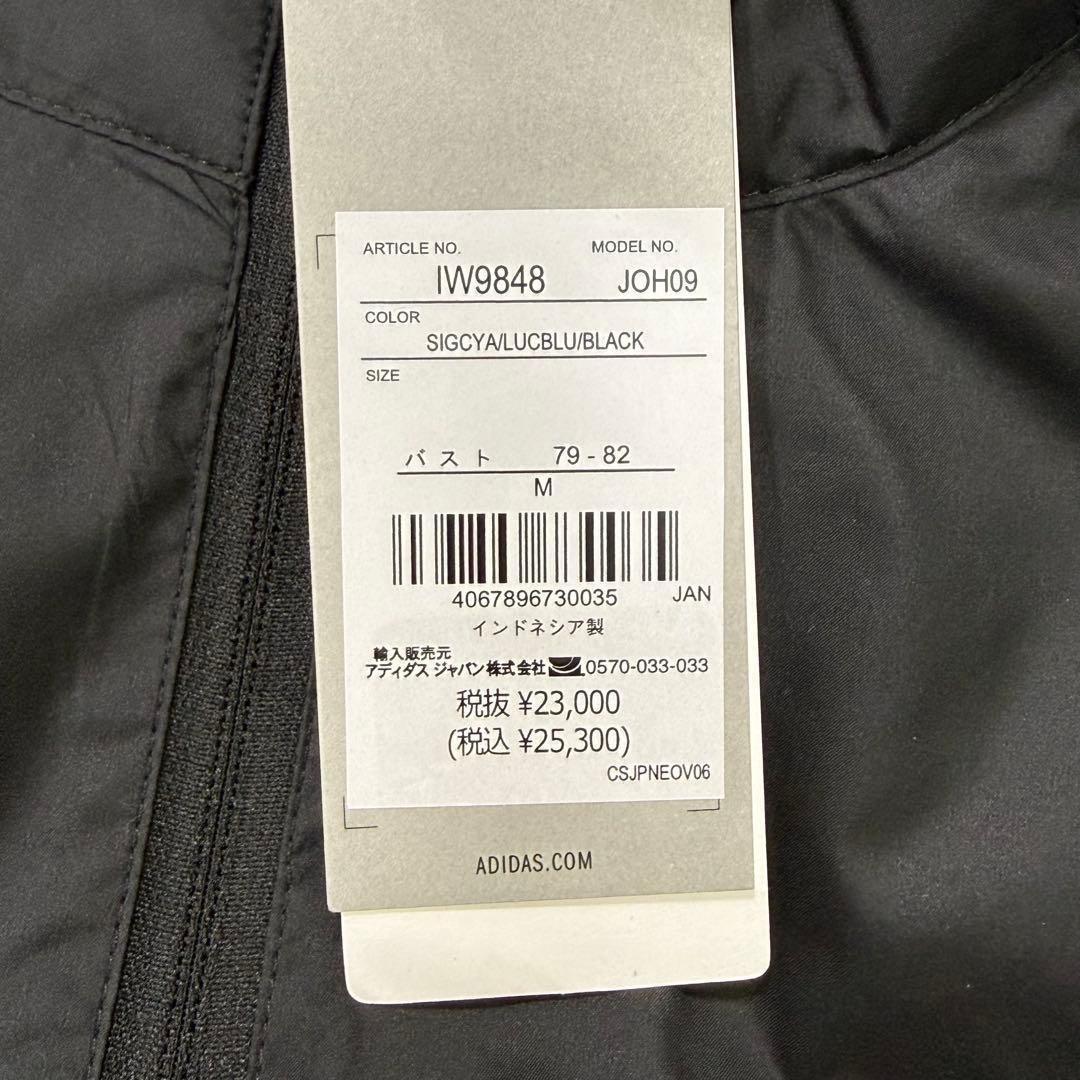 ARTICLE NO. MODEL NO.
IW9848 JOH09
COLOR
SIGCYA/LUCBLU/BLACK
SIZE
バスト 79 - 82
M
4067896730035 JAN
インドネシア製
輸入販売元
アディダス ジャパン株式会社 0570-033-033
税抜 ¥23,000
(税込 ¥25,300)
CSJPNEOV06
ADIDAS.COM